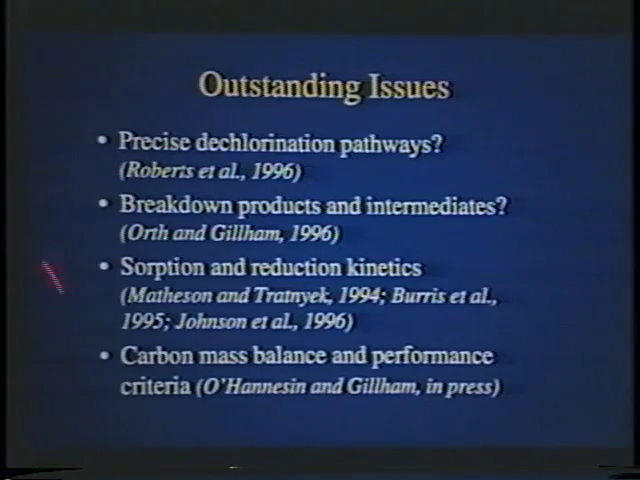 Outstanding Issues
• Precise dechlorination pathways?
(Roberts et al., 1996)
• Breakdown products and intermediates?
(Orth and Gillham, 1996)
• Sorption and reduction kinetics
(Matheson and Tratnyek, 1994; Burris et al.,
1995; Johnson et al., 1996)
• Carbon mass balance and performance
criteria (O'Hannesin and Gillham, in press)